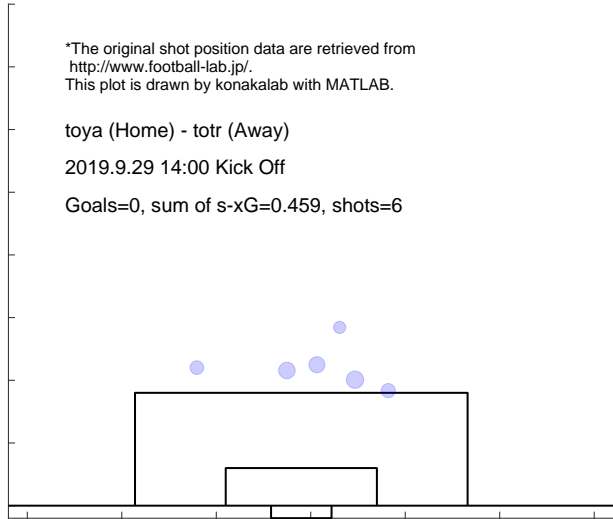 *The original shot position data are retrieved from
http://www.football-lab.jp/.
This plot is drawn by konakalab with MATLAB.
toya (Home) - totr (Away)
2019.9.29 14:00 Kick Off
Goals=0, sum of s-xG=0.459, shots=6